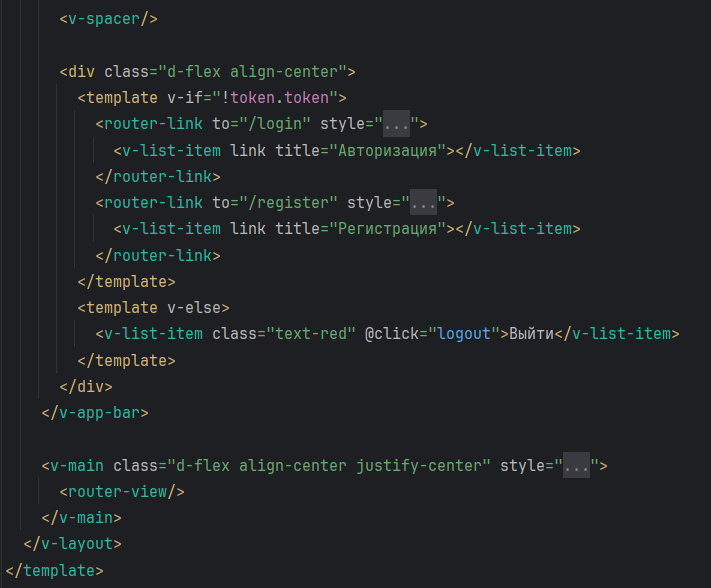 <v-spacer/>
<div class="d-flex align-center">
<template v-if="!token.token">
<router-link to="/login" style="...">
<v-list-item link title="Авторизация"></v-list-item>
</router-link>
<router-link to="/register" style="...">
<v-list-item link title="Регистрация"></v-list-item>
</router-link>
</template>
<template v-else>
<v-list-item class="text-red" @click="logout">Выйти</v-list-item>
</template>
</div>
</v-app-bar>
<v-main class="d-flex align-center justify-center" style="...">
<router-view/>
</v-main>
</v-layout>
</template>